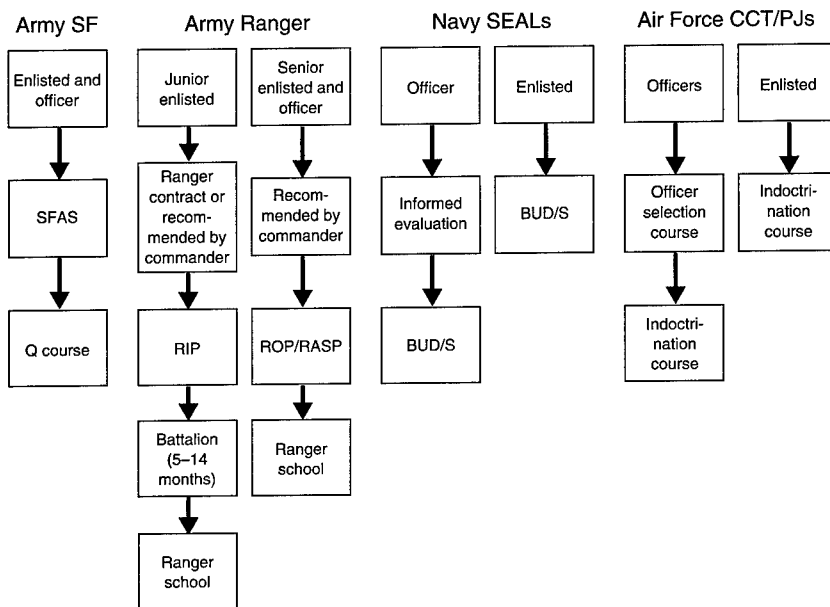 Army SF
Army Ranger
Navy SEALs
Air Force CCT/PJs
Enlisted and
officer
SFAS
Q course
Junior
enlisted
Ranger
contract or
recom-
mended by
commander
RIP
Battalion
(5–14
months)
Ranger
school
Senior
enlisted and
officer
Recom-
mended by
commander
ROP/RASP
Ranger
school
Officer
Informed
evaluation
BUD/S
Enlisted
BUD/S
Officers
Officer
selection
course
Indoctri-
nation
course
Enlisted
Indoctri-
nation
course